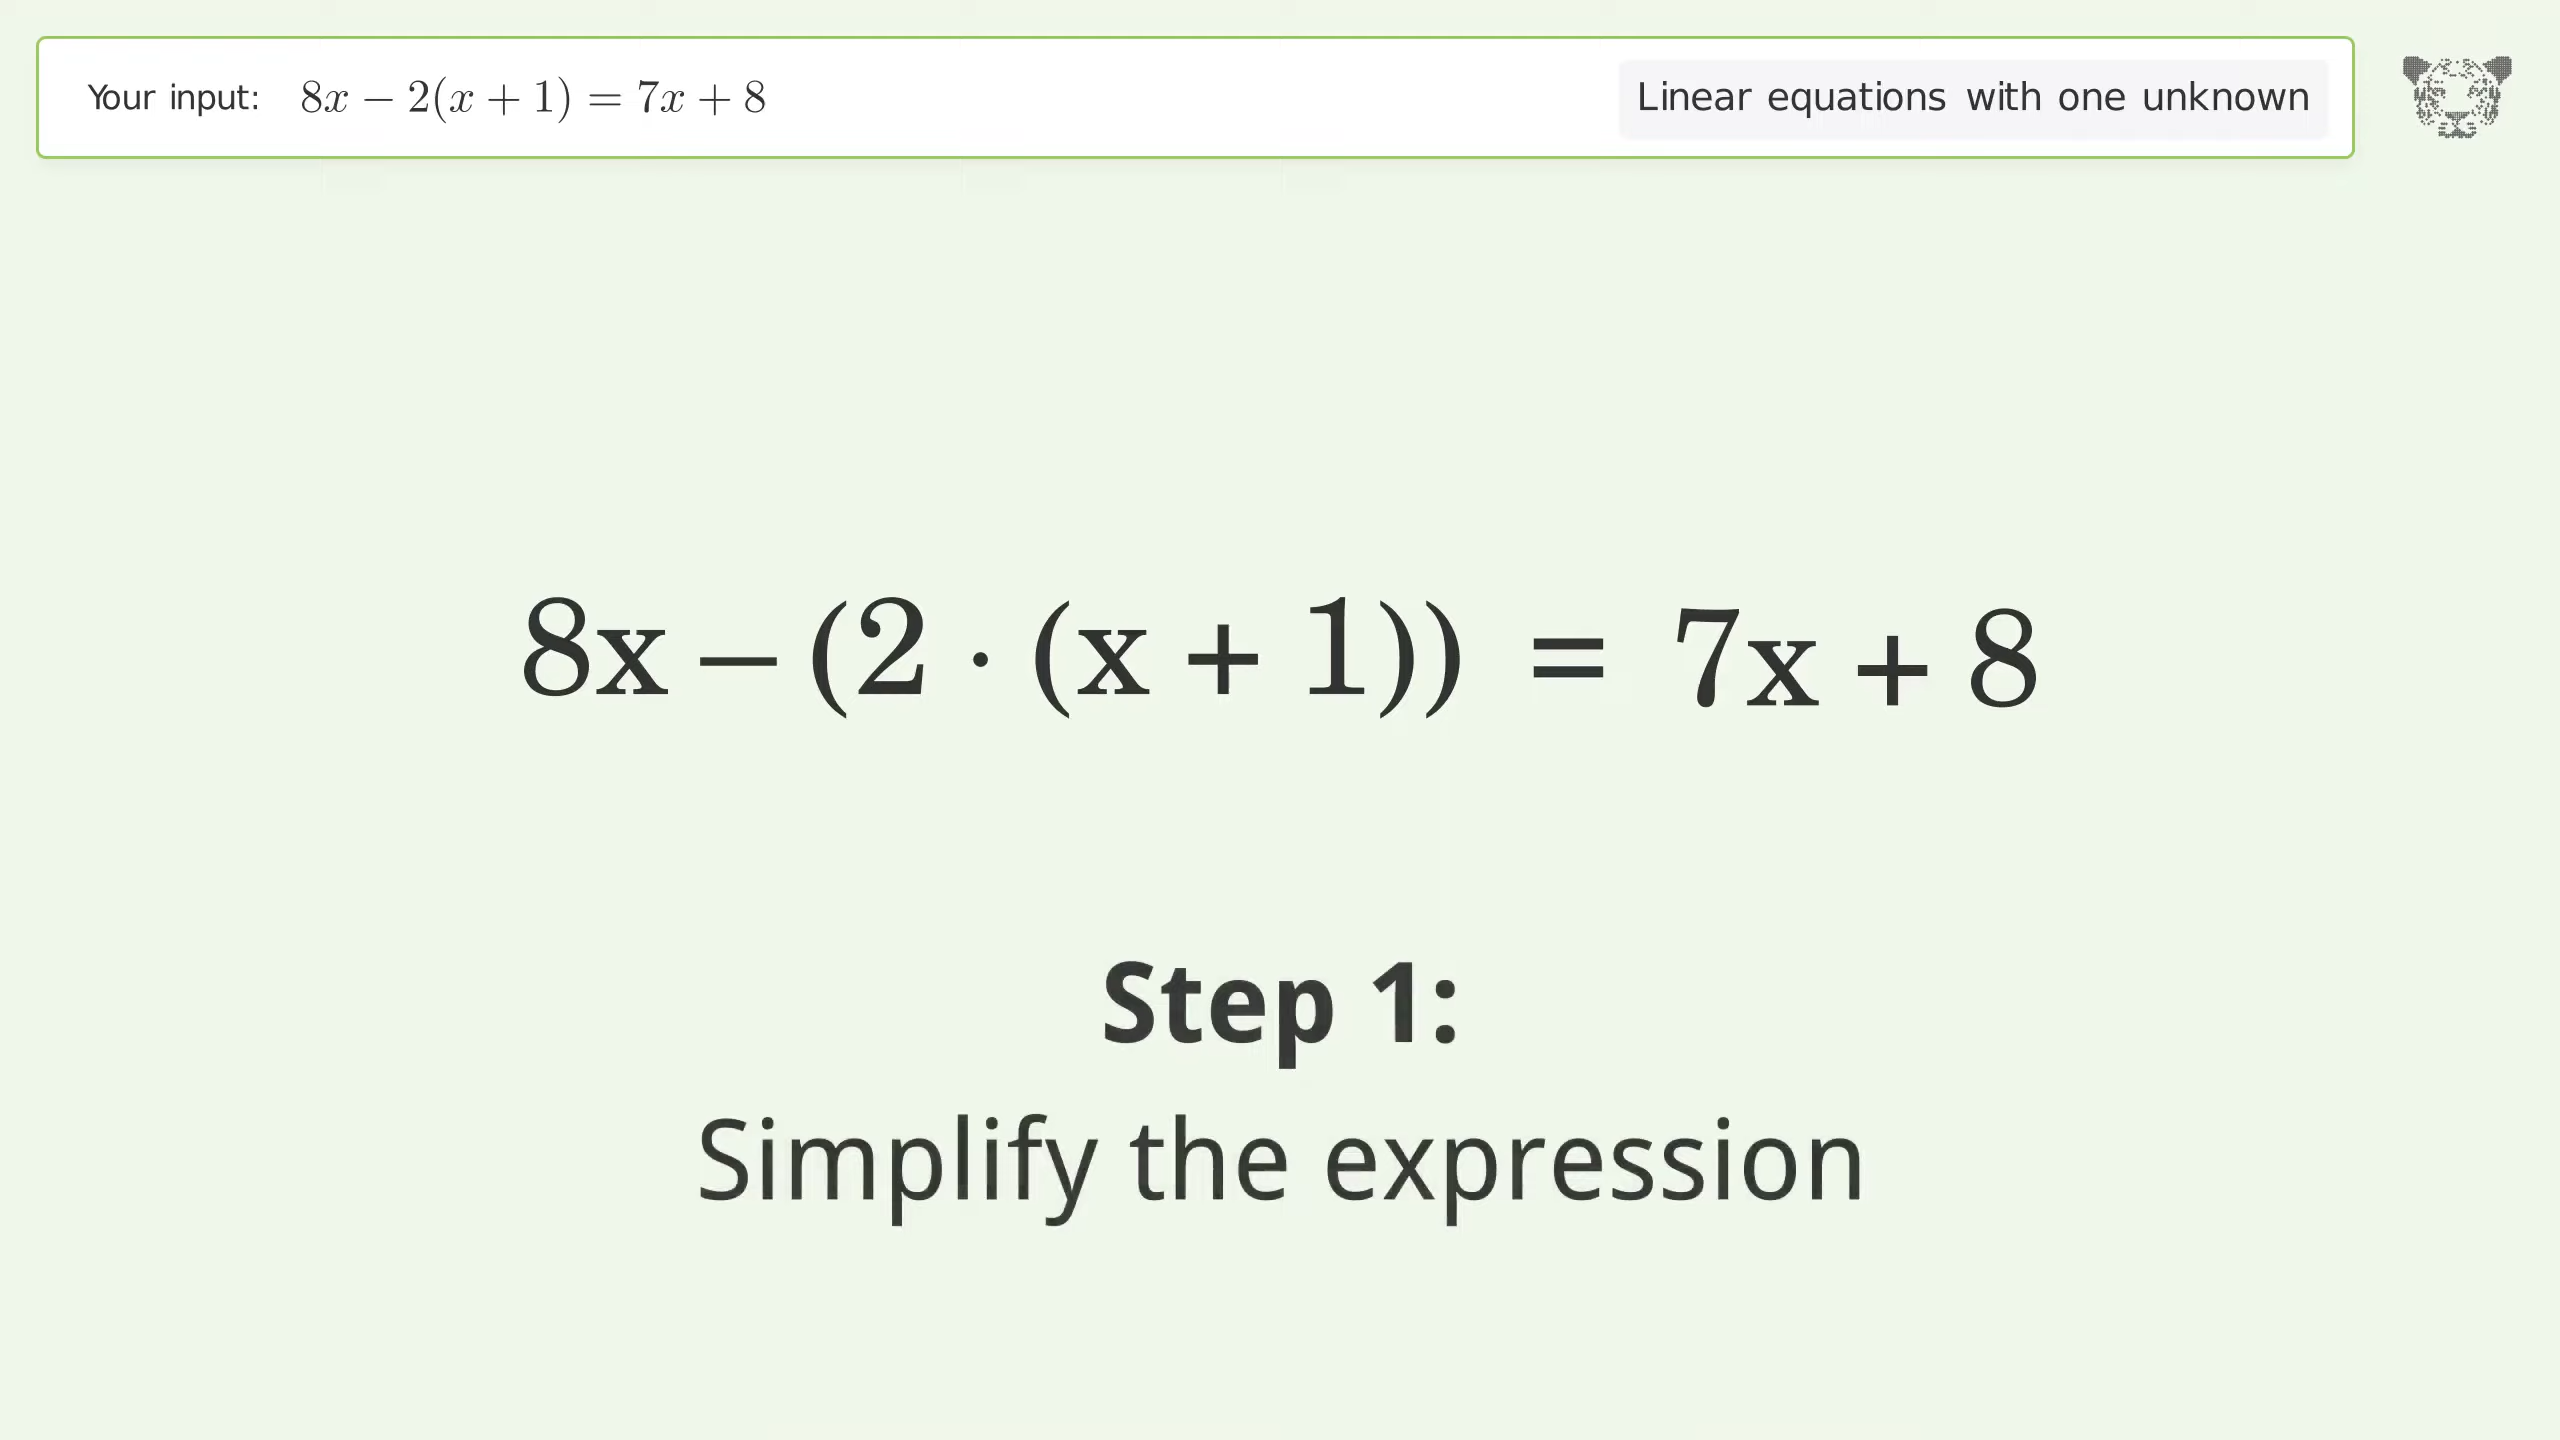 Your input: 8x − 2(x + 1) = 7x + 8
Linear equations with one unknown
8x – (2 · (x + 1)) = 7x + 8
Step 1:
Simplify the expression